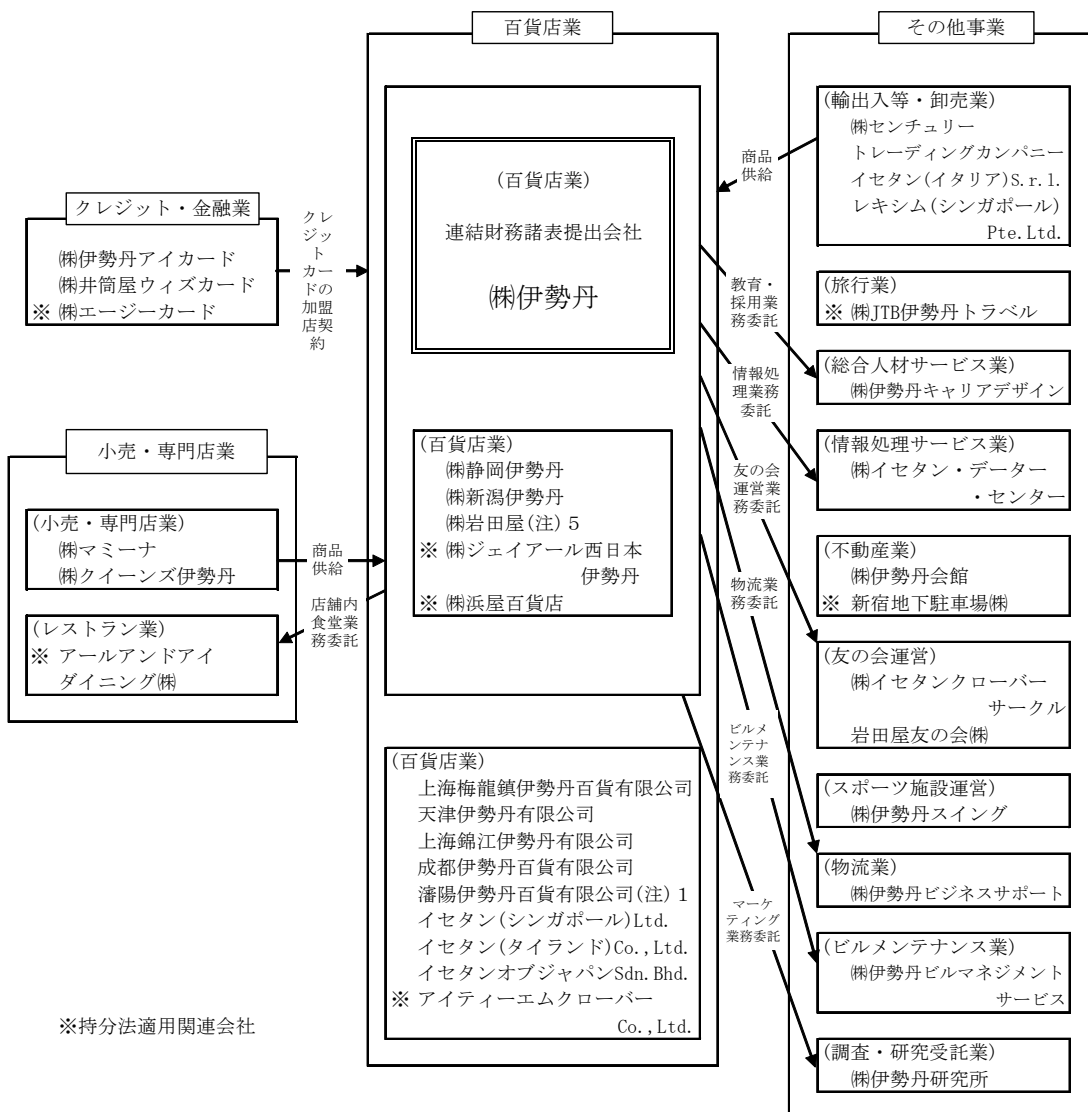 百貨店業
その他事業
クレジット・金融業
㈱伊勢丹アイカード
㈱井筒屋ウィズカード
※ ㈱エージーカード
クレ
ジット
カー
ドの
加盟
店契
約
小売・専門店業
(小売・専門店業)
㈱マミーナ
㈱クイーンズ伊勢丹
商品
供給
(レストラン業)
※ アールアンドアイ
ダイニング㈱
店舗内
食堂業
務委託
(百貨店業)
連結財務諸表提出会社
㈱伊勢丹
(百貨店業)
㈱静岡伊勢丹
㈱新潟伊勢丹
㈱岩田屋(注)5
※ ㈱ジェイアール西日本
伊勢丹
※ ㈱浜屋百貨店
(百貨店業)
上海梅龍鎮伊勢丹百貨有限公司
天津伊勢丹有限公司
上海錦江伊勢丹有限公司
成都伊勢丹百貨有限公司
瀋陽伊勢丹百貨有限公司(注)1
イセタン(シンガポール)Ltd.
イセタン(タイランド)Co.,Ltd.
イセタンオブジャパンSdn.Bhd.
※ アイティーエムクローバー
Co.,Ltd.
商品
供給
教育・
採用業
務委託
情報処
理業務
委託
友の会
運営業
務委託
物流業
務委託
ビルメ
ンテナ
ンス業
務委託
マーケ
ティング
業務委託
(輸出入等・卸売業)
㈱センチュリー
トレーディングカンパニー
イセタン(イタリア)S.r.l.
レキシム(シンガポール)
Pte.Ltd.
(旅行業)
※ ㈱JTB伊勢丹トラベル
(総合人材サービス業)
㈱伊勢丹キャリアデザイン
(情報処理サービス業)
㈱イセタン・データー
・センター
(不動産業)
㈱伊勢丹会館
※ 新宿地下駐車場㈱
(友の会運営)
㈱イセタンクローバー
サークル
岩田屋友の会㈱
(スポーツ施設運営)
㈱伊勢丹スイング
(物流業)
㈱伊勢丹ビジネスサポート
(ビルメンテナンス業)
㈱伊勢丹ビルマネジメント
サービス
(調査・研究受託業)
㈱伊勢丹研究所
※持分法適用関連会社